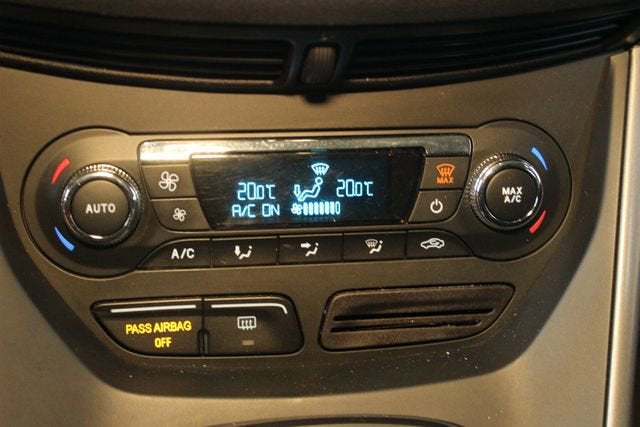 MAX
20.0°C 20.0°C
A/C ON
AUTO
MAX
A/C
A/C
PASS AIRBAG
OFF